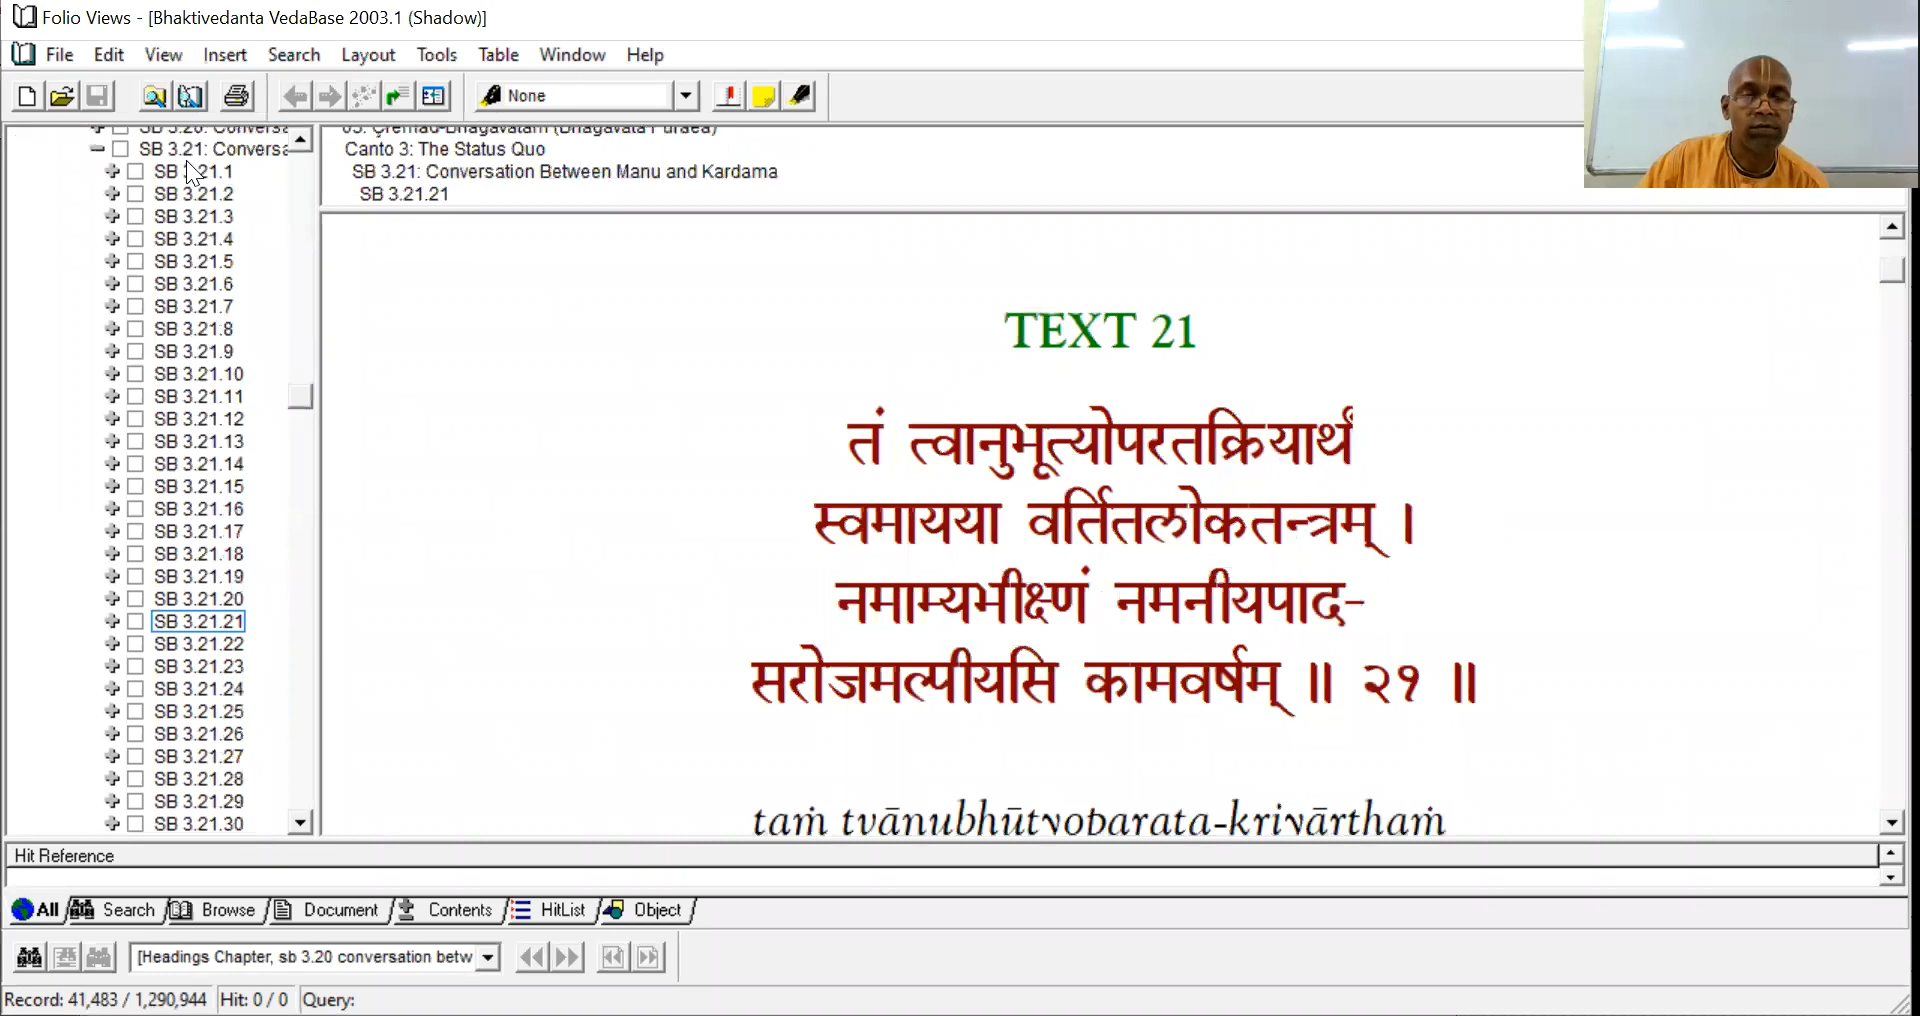 Folio Views - [Bhaktivedanta VedaBase 2003.1 (Shadow)]
File Edit View Insert Search Layout Tools Table Window Help
None
SB 3.20: Conversa
SB 3.21: Conversa
SB 3.21.1
SB 3.21.2
SB 3.21.3
SB 3.21.4
SB 3.21.5
SB 3.21.6
SB 3.21.7
SB 3.21.8
SB 3.21.9
SB 3.21.10
SB 3.21.11
SB 3.21.12
SB 3.21.13
SB 3.21.14
SB 3.21.15
SB 3.21.16
SB 3.21.17
SB 3.21.18
SB 3.21.19
SB 3.21.20
SB 3.21.21
SB 3.21.22
SB 3.21.23
SB 3.21.24
SB 3.21.25
SB 3.21.26
SB 3.21.27
SB 3.21.28
SB 3.21.29
SB 3.21.30
Canto 3: The Status Quo
SB 3.21: Conversation Between Manu and Kardama
SB 3.21.21
TEXT 21
तं त्वानुभूत्योपरतक्रियार्थं
स्वमायया वर्तितलोकतन्त्रम् ।
नमाम्यभीक्ष्णं नमनीयपाद-
सरोजमल्पीयसि कामवर्षम् ॥ २१ ॥
taṁ tvānubhūtyoparata-kriyārthaṁ
Hit Reference
All Search Browse Document Contents HitList Object
[Headings Chapter, sb 3.20 conversation betw
Record: 41,483 / 1,290,944 Hit: 0 / 0 Query: